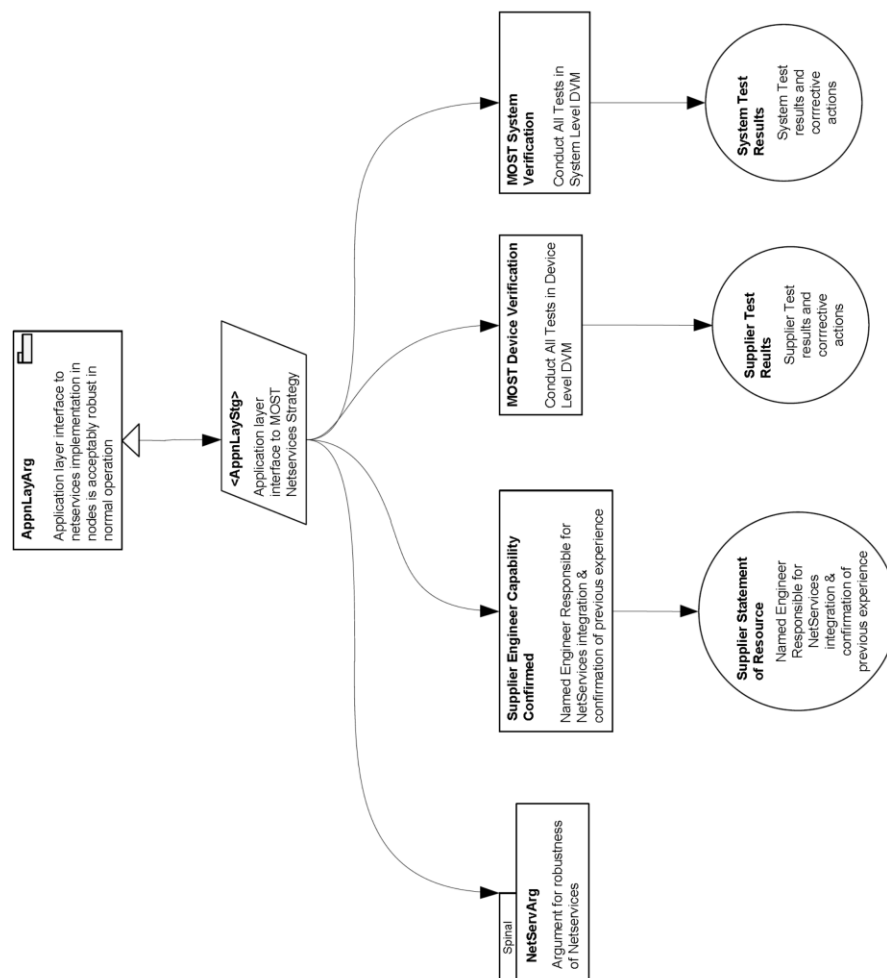 AppnLayArg
Application layer interface to
netservices implementation in
nodes is acceptably robust in
normal operation
<AppnLayStg>
Application layer
interface to MOST
Netservices Strategy
Spinal
NetServArg
Argument for robustness
of Netservices
Supplier Engineer Capability
Confirmed
Named Engineer Responsible for
NetServices integration &
confirmation of previous experience
MOST Device Verification
Conduct All Tests in Device
Level DVM
MOST System
Verification
Conduct All Tests in
System Level DVM
Supplier Statement
of Resource
Named Engineer
Responsible for
NetServices
integration &
confirmation of
previous experience
Supplier Test
Reults
Supplier Test
results and
corrrective
actions
System Test
Results
System Test
results and
corrrective
actions